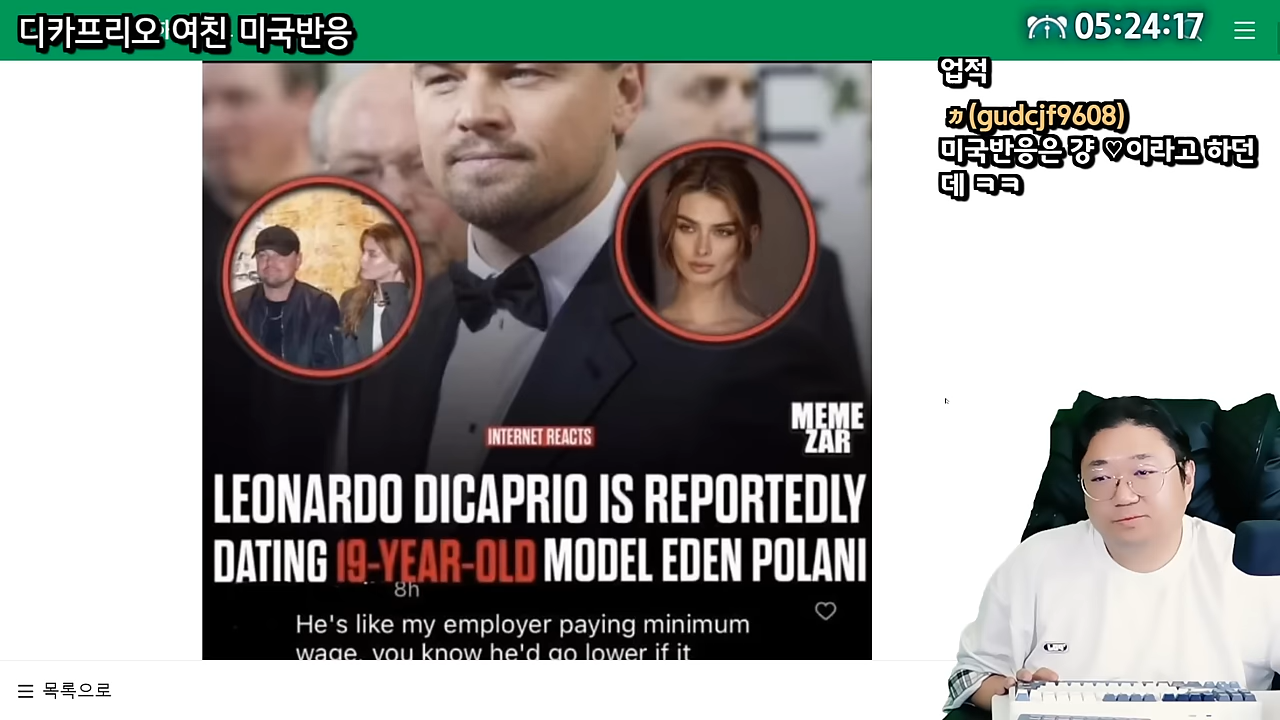 디카프리오 여친 미국반응
05:24:17
업적
ㄲ(gudcjf9608)
미국반응은 걍 ♡이라고 하던
데 ㅋㅋ
INTERNET REACTS
MEME
ZAR
LEONARDO DICAPRIO IS REPORTEDLY
DATING 19-YEAR-OLD MODEL EDEN POLANI
8h
He's like my employer paying minimum
wage, you know he'd go lower if it
목록으로